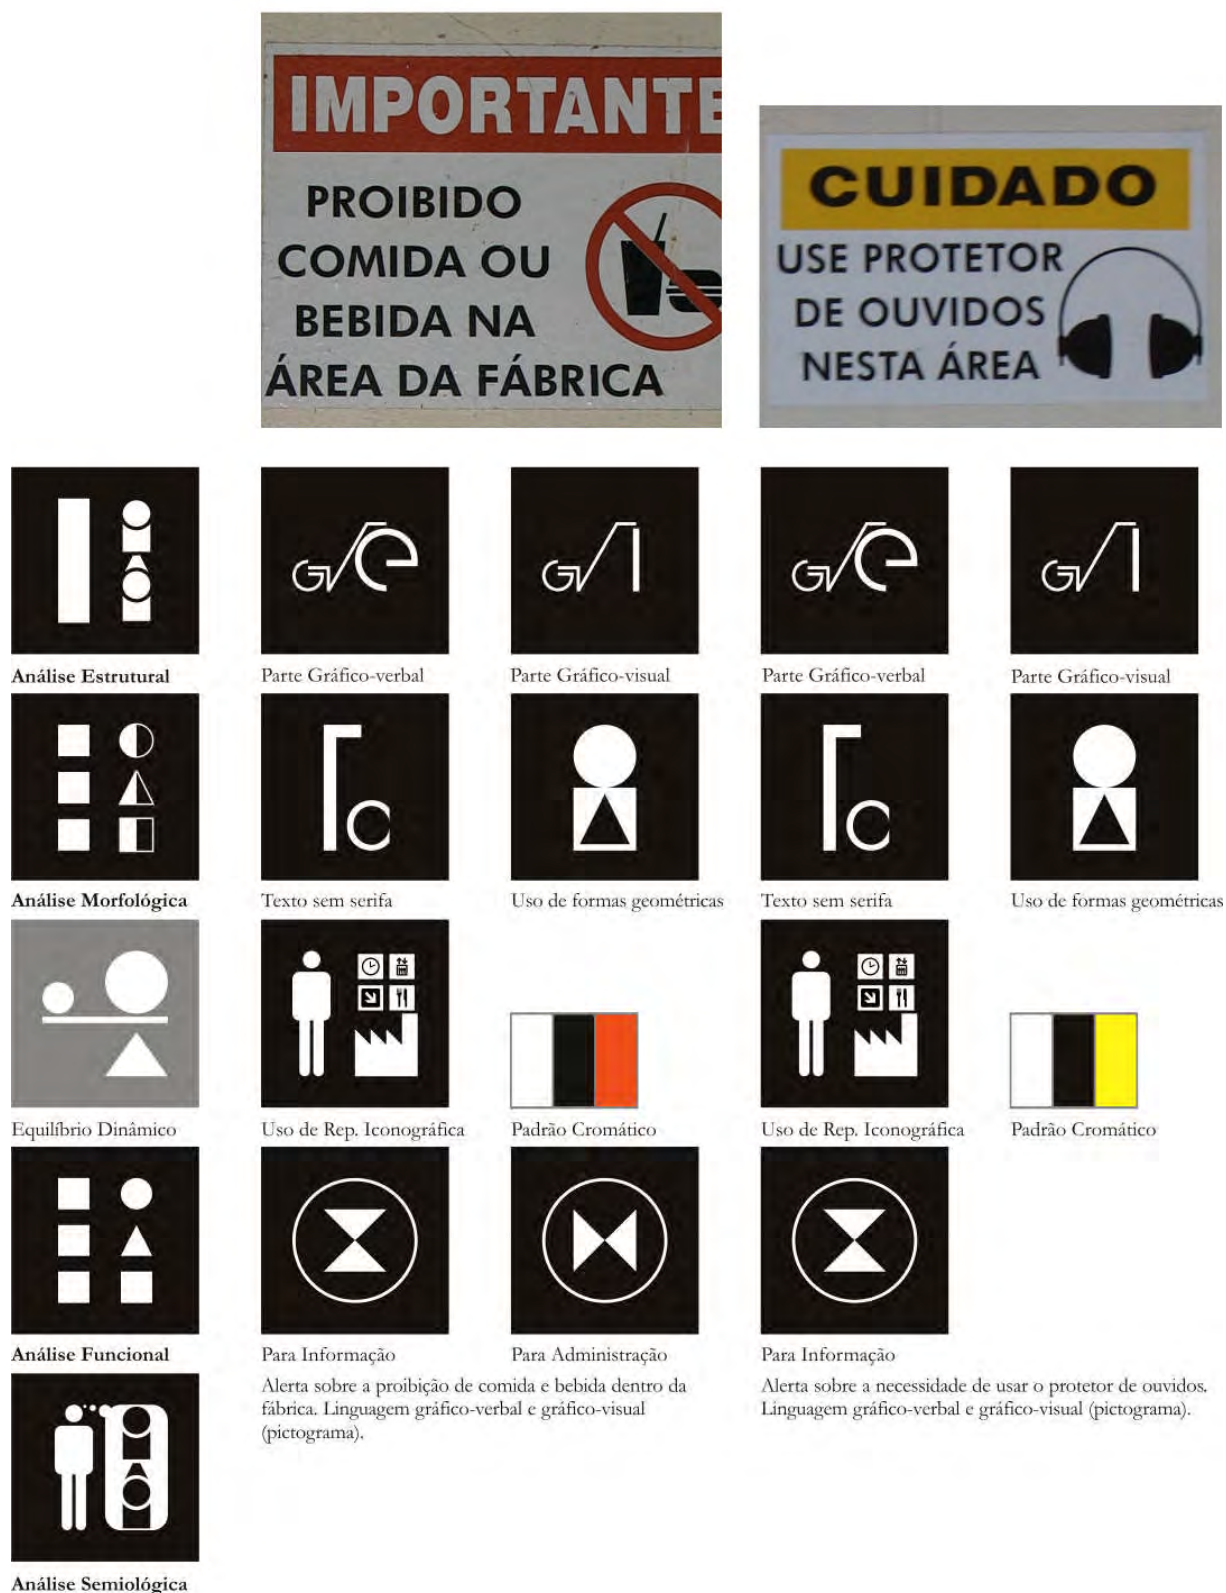 IMPORTANTE
PROIBIDO
COMIDA OU
BEBIDA NA
ÁREA DA FÁBRICA
CUIDADO
USE PROTETOR
DE OUVIDOS
NESTA ÁREA
Análise Estrutural
Parte Gráfico-verbal
Parte Gráfico-visual
Parte Gráfico-verbal
Parte Gráfico-visual
Análise Morfológica
Texto sem serifa
Uso de formas geométricas
Texto sem serifa
Uso de formas geométricas
Equilíbrio Dinâmico
Uso de Rep. Iconográfica
Padrão Cromático
Uso de Rep. Iconográfica
Padrão Cromático
Análise Funcional
Para Informação
Para Administração
Para Informação
Alerta sobre a proibição de comida e bebida dentro da
fábrica. Linguagem gráfico-verbal e gráfico-visual
(pictograma).
Alerta sobre a necessidade de usar o protetor de ouvidos.
Linguagem gráfico-verbal e gráfico-visual (pictograma).
Análise Semiológica